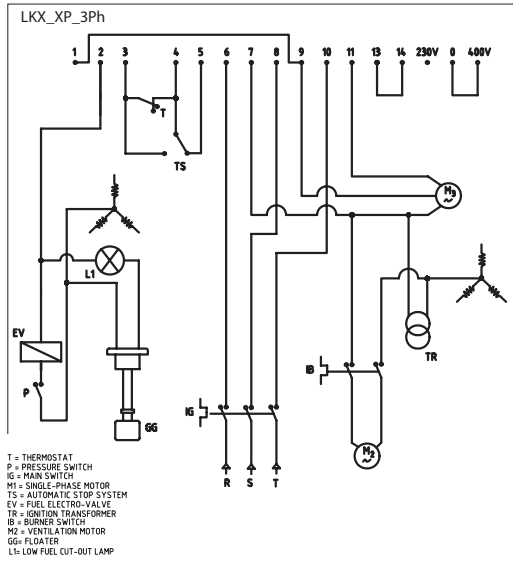 LKX_XP_3Ph
1 2 3 4 5 6 7 8 9 10 11 13 14 230V 0 400V
T
TS
M3
~
L1
EV
TR
P
IB
IG
GG
M2
~
R S T
T = THERMOSTAT
P = PRESSURE SWITCH
IG = MAIN SWITCH
M1 = SINGLE-PHASE MOTOR
TS = AUTOMATIC STOP SYSTEM
EV = FUEL ELECTRO-VALVE
TR = IGNITION TRANSFORMER
IB = BURNER SWITCH
M2 = VENTILATION MOTOR
GG= FLOATER
L1= LOW FUEL CUT-OUT LAMP